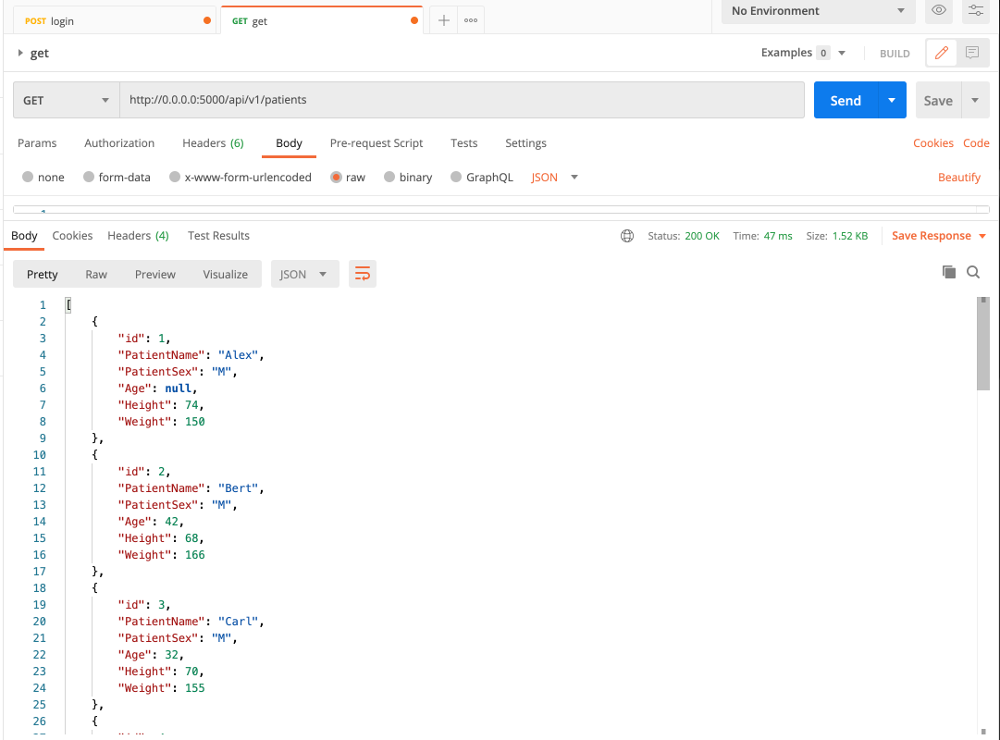 POST login
GET get
No Environment
get
Examples 0
BUILD
GET
http://0.0.0.0:5000/api/v1/patients
Send
Save
Params Authorization Headers (6) Body Pre-request Script Tests Settings Cookies Code
none form-data x-www-form-urlencoded raw binary GraphQL JSON Beautify
1
Body Cookies Headers (4) Test Results Status: 200 OK Time: 47 ms Size: 1.52 KB Save Response
Pretty Raw Preview Visualize JSON
1 [
2 {
3 "id": 1,
4 "PatientName": "Alex",
5 "PatientSex": "M",
6 "Age": null,
7 "Height": 74,
8 "Weight": 150
9 },
10 {
11 "id": 2,
12 "PatientName": "Bert",
13 "PatientSex": "M",
14 "Age": 42,
15 "Height": 68,
16 "Weight": 166
17 },
18 {
19 "id": 3,
20 "PatientName": "Carl",
21 "PatientSex": "M",
22 "Age": 32,
23 "Height": 70,
24 "Weight": 155
25 },
26 {